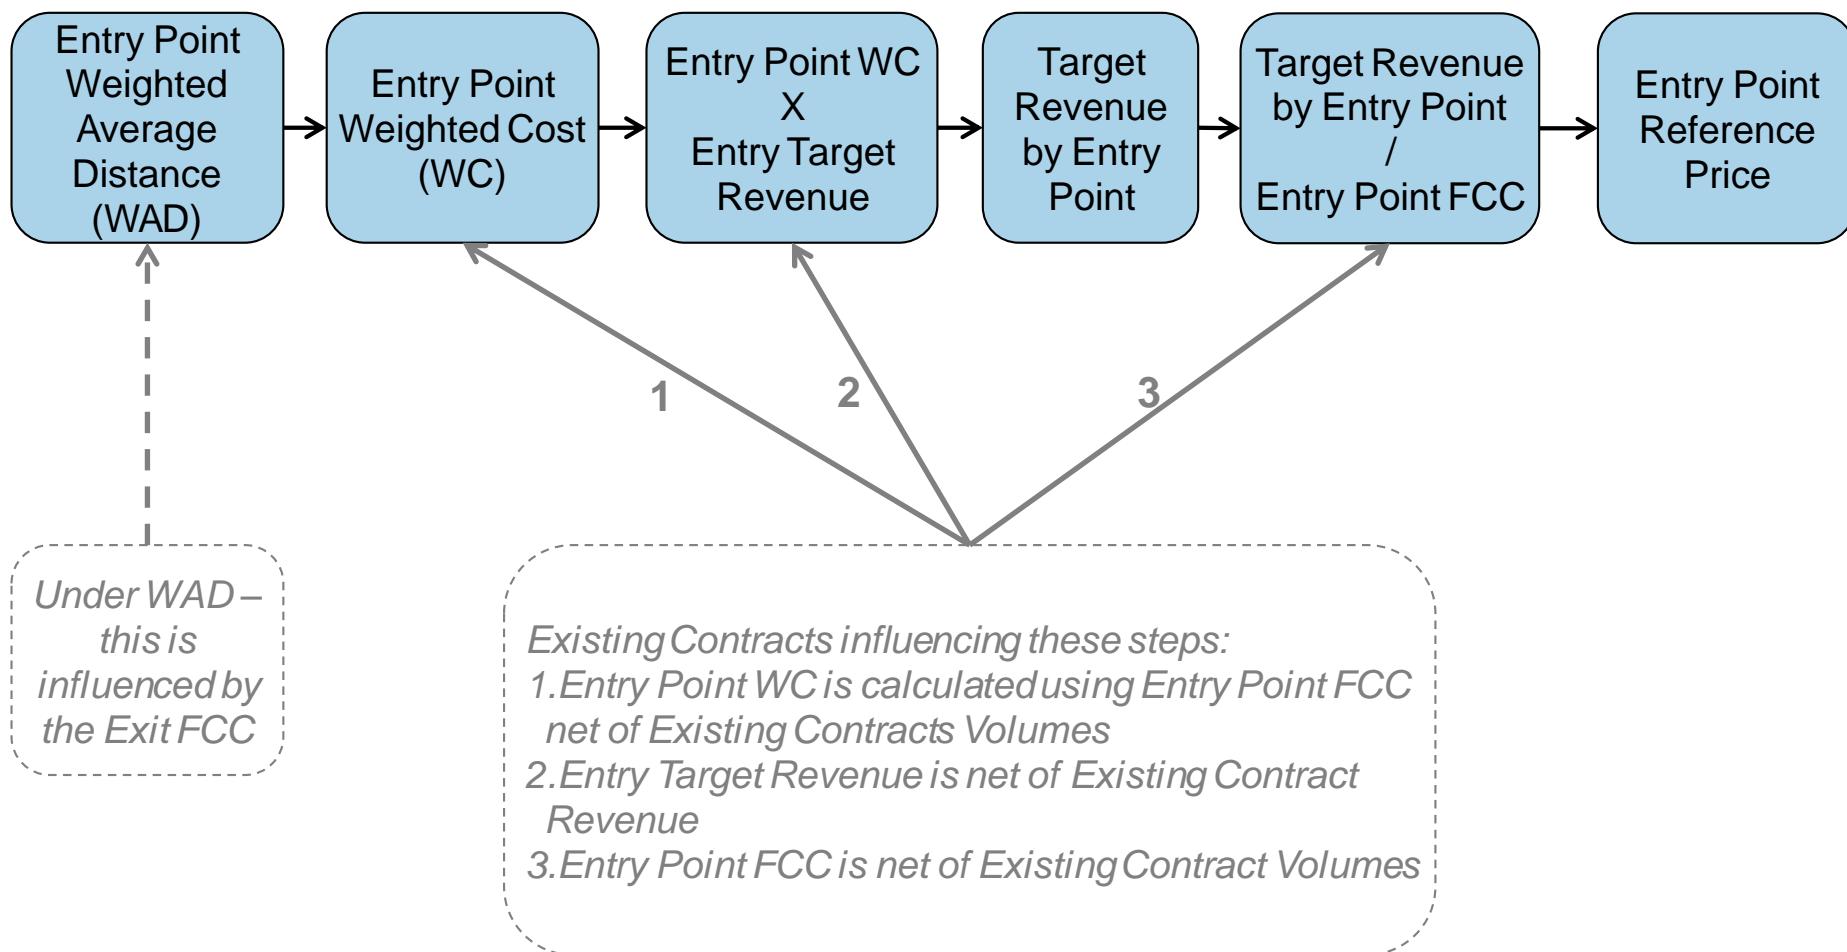 Entry Point
Weighted
Average
Distance
(WAD)
Entry Point
Weighted Cost
(WC)
Entry Point WC
X
Entry Target
Revenue
Target
Revenue
by Entry
Point
Target Revenue
by Entry Point
/
Entry Point FCC
Entry Point
Reference
Price
1
2
3
Under WAD –
this is
influenced by
the Exit FCC
Existing Contracts influencing these steps:
1.Entry Point WC is calculated using Entry Point FCC
net of Existing Contracts Volumes
2.Entry Target Revenue is net of Existing Contract
Revenue
3.Entry Point FCC is net of Existing Contract Volumes